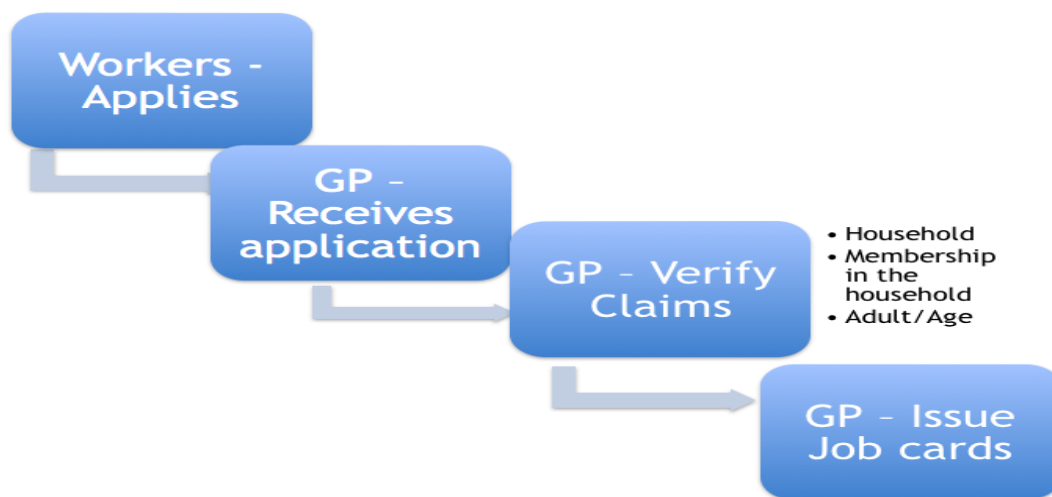 Workers -
Applies
GP -
Receives
application
GP - Verify
Claims
• Household
• Membership
in the
household
• Adult/Age
GP - Issue
Job cards